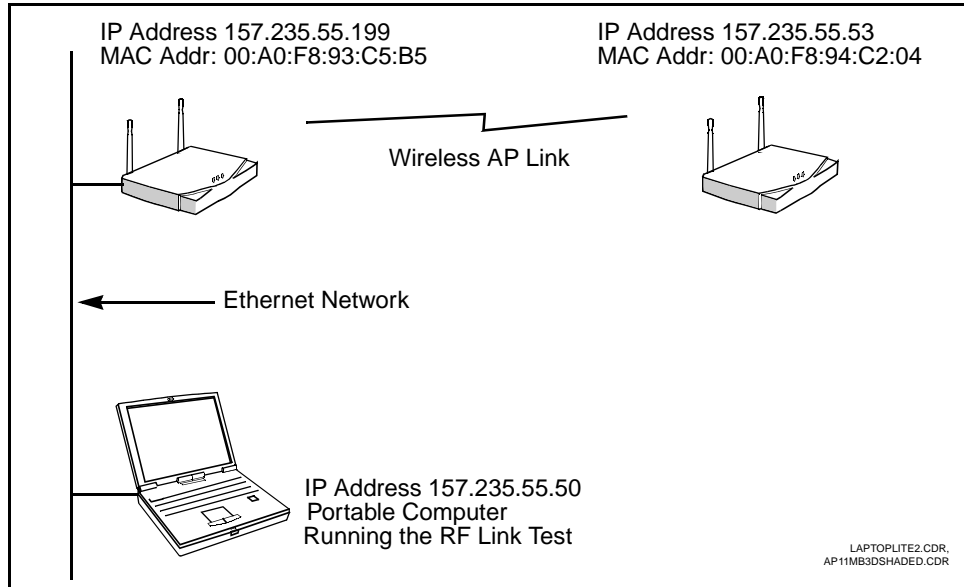 IP Address 157.235.55.199
MAC Addr: 00:A0:F8:93:C5:B5
IP Address 157.235.55.53
MAC Addr: 00:A0:F8:94:C2:04
Wireless AP Link
Ethernet Network
IP Address 157.235.55.50
Portable Computer
Running the RF Link Test
LAPTOPLITE2.CDR,
AP11MB3DSHADED.CDR